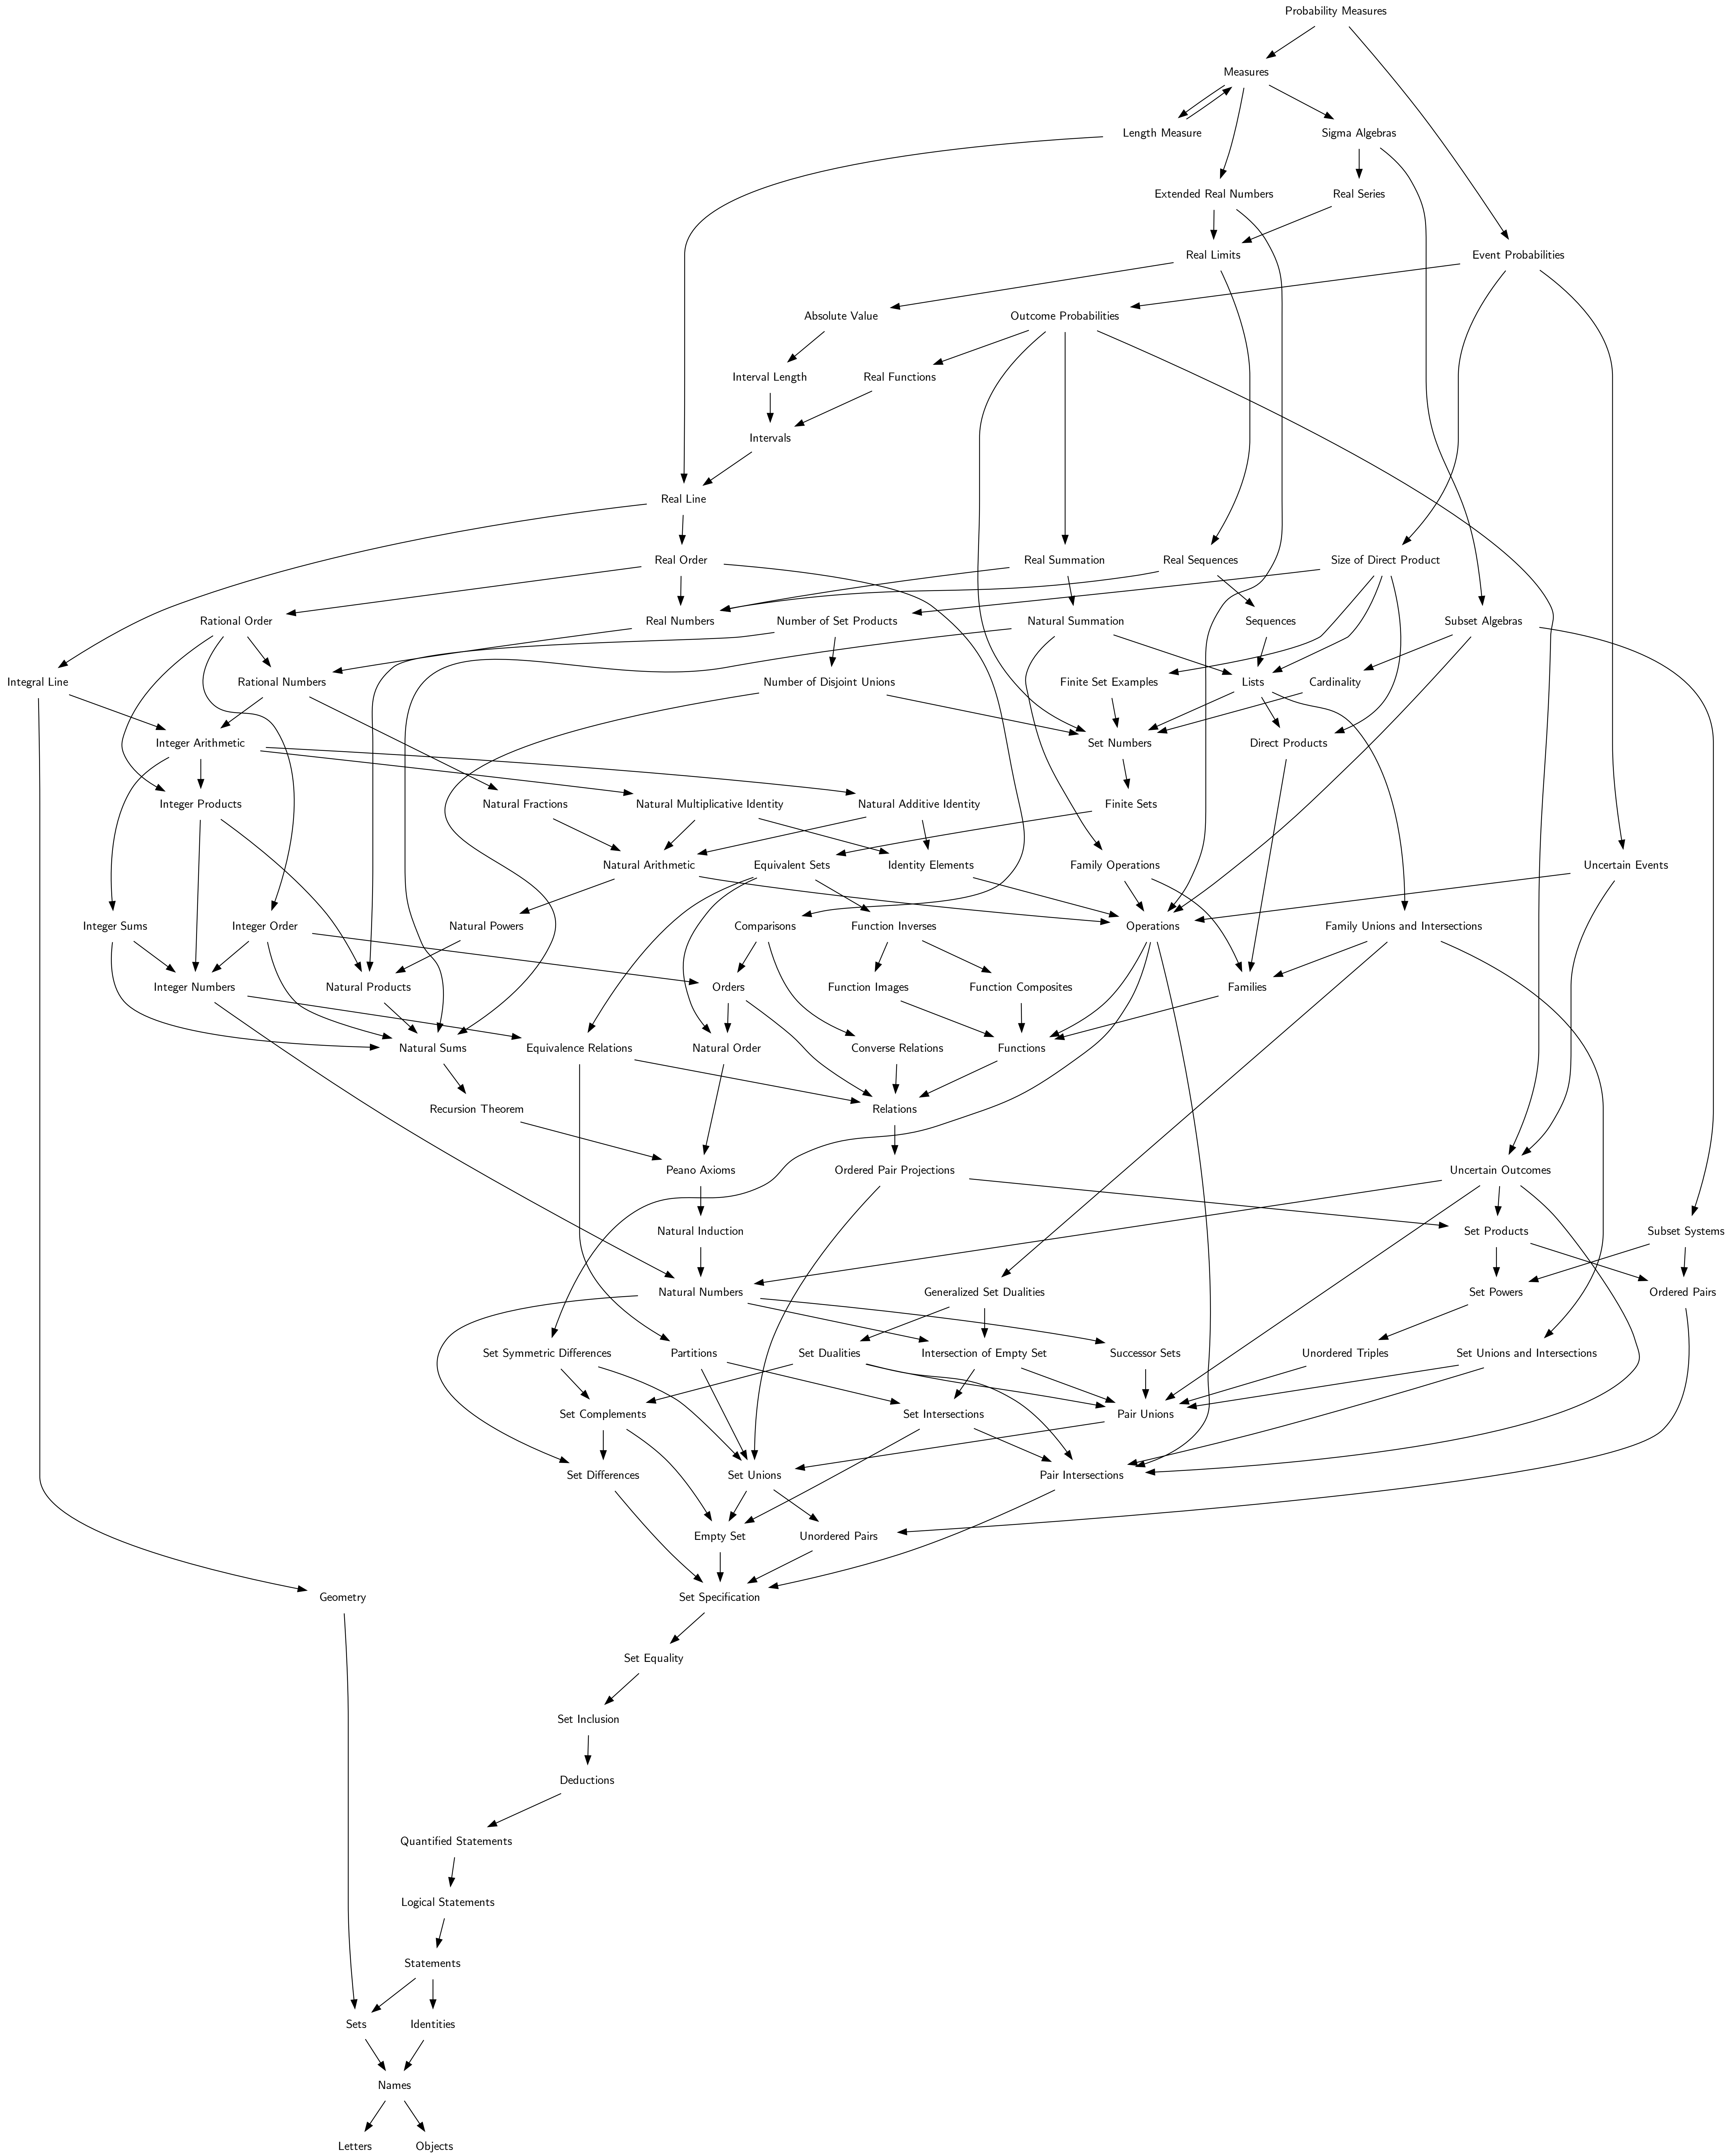 Probability Measures
Measures
Length Measure
Sigma Algebras
Extended Real Numbers
Real Series
Real Limits
Event Probabilities
Absolute Value
Outcome Probabilities
Interval Length
Real Functions
Intervals
Real Line
Real Order
Real Summation
Real Sequences
Size of Direct Product
Rational Order
Real Numbers
Number of Set Products
Natural Summation
Sequences
Subset Algebras
Integral Line
Rational Numbers
Number of Disjoint Unions
Finite Set Examples
Lists
Cardinality
Integer Arithmetic
Set Numbers
Direct Products
Integer Products
Natural Fractions
Natural Multiplicative Identity
Natural Additive Identity
Finite Sets
Natural Arithmetic
Equivalent Sets
Identity Elements
Family Operations
Uncertain Events
Integer Sums
Integer Order
Natural Powers
Comparisons
Function Inverses
Operations
Family Unions and Intersections
Integer Numbers
Natural Products
Orders
Function Images
Function Composites
Families
Natural Sums
Equivalence Relations
Natural Order
Converse Relations
Functions
Recursion Theorem
Relations
Peano Axioms
Ordered Pair Projections
Uncertain Outcomes
Natural Induction
Set Products
Subset Systems
Natural Numbers
Generalized Set Dualities
Set Powers
Ordered Pairs
Set Symmetric Differences
Partitions
Set Dualities
Intersection of Empty Set
Successor Sets
Unordered Triples
Set Unions and Intersections
Set Complements
Set Intersections
Pair Unions
Set Differences
Set Unions
Pair Intersections
Empty Set
Unordered Pairs
Geometry
Set Specification
Set Equality
Set Inclusion
Deductions
Quantified Statements
Logical Statements
Statements
Sets
Identities
Names
Letters
Objects